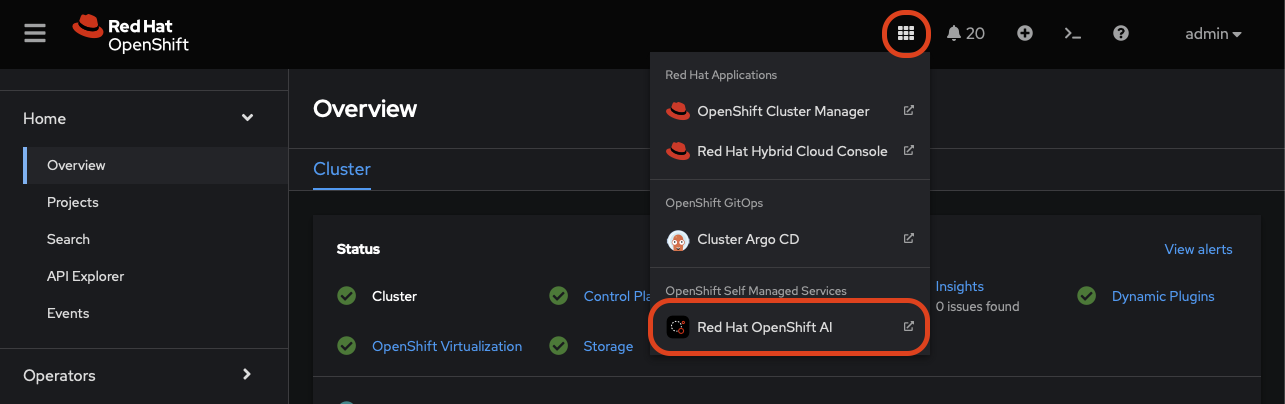 Red Hat
OpenShift
20
admin
Home
Overview
Projects
Search
API Explorer
Events
Operators
Overview
Cluster
Status
View alerts
Cluster
Control Pla
Insights
0 issues found
Dynamic Plugins
OpenShift Virtualization
Storage
Red Hat Applications
OpenShift Cluster Manager
Red Hat Hybrid Cloud Console
OpenShift GitOps
Cluster Argo CD
OpenShift Self Managed Services
Red Hat OpenShift AI